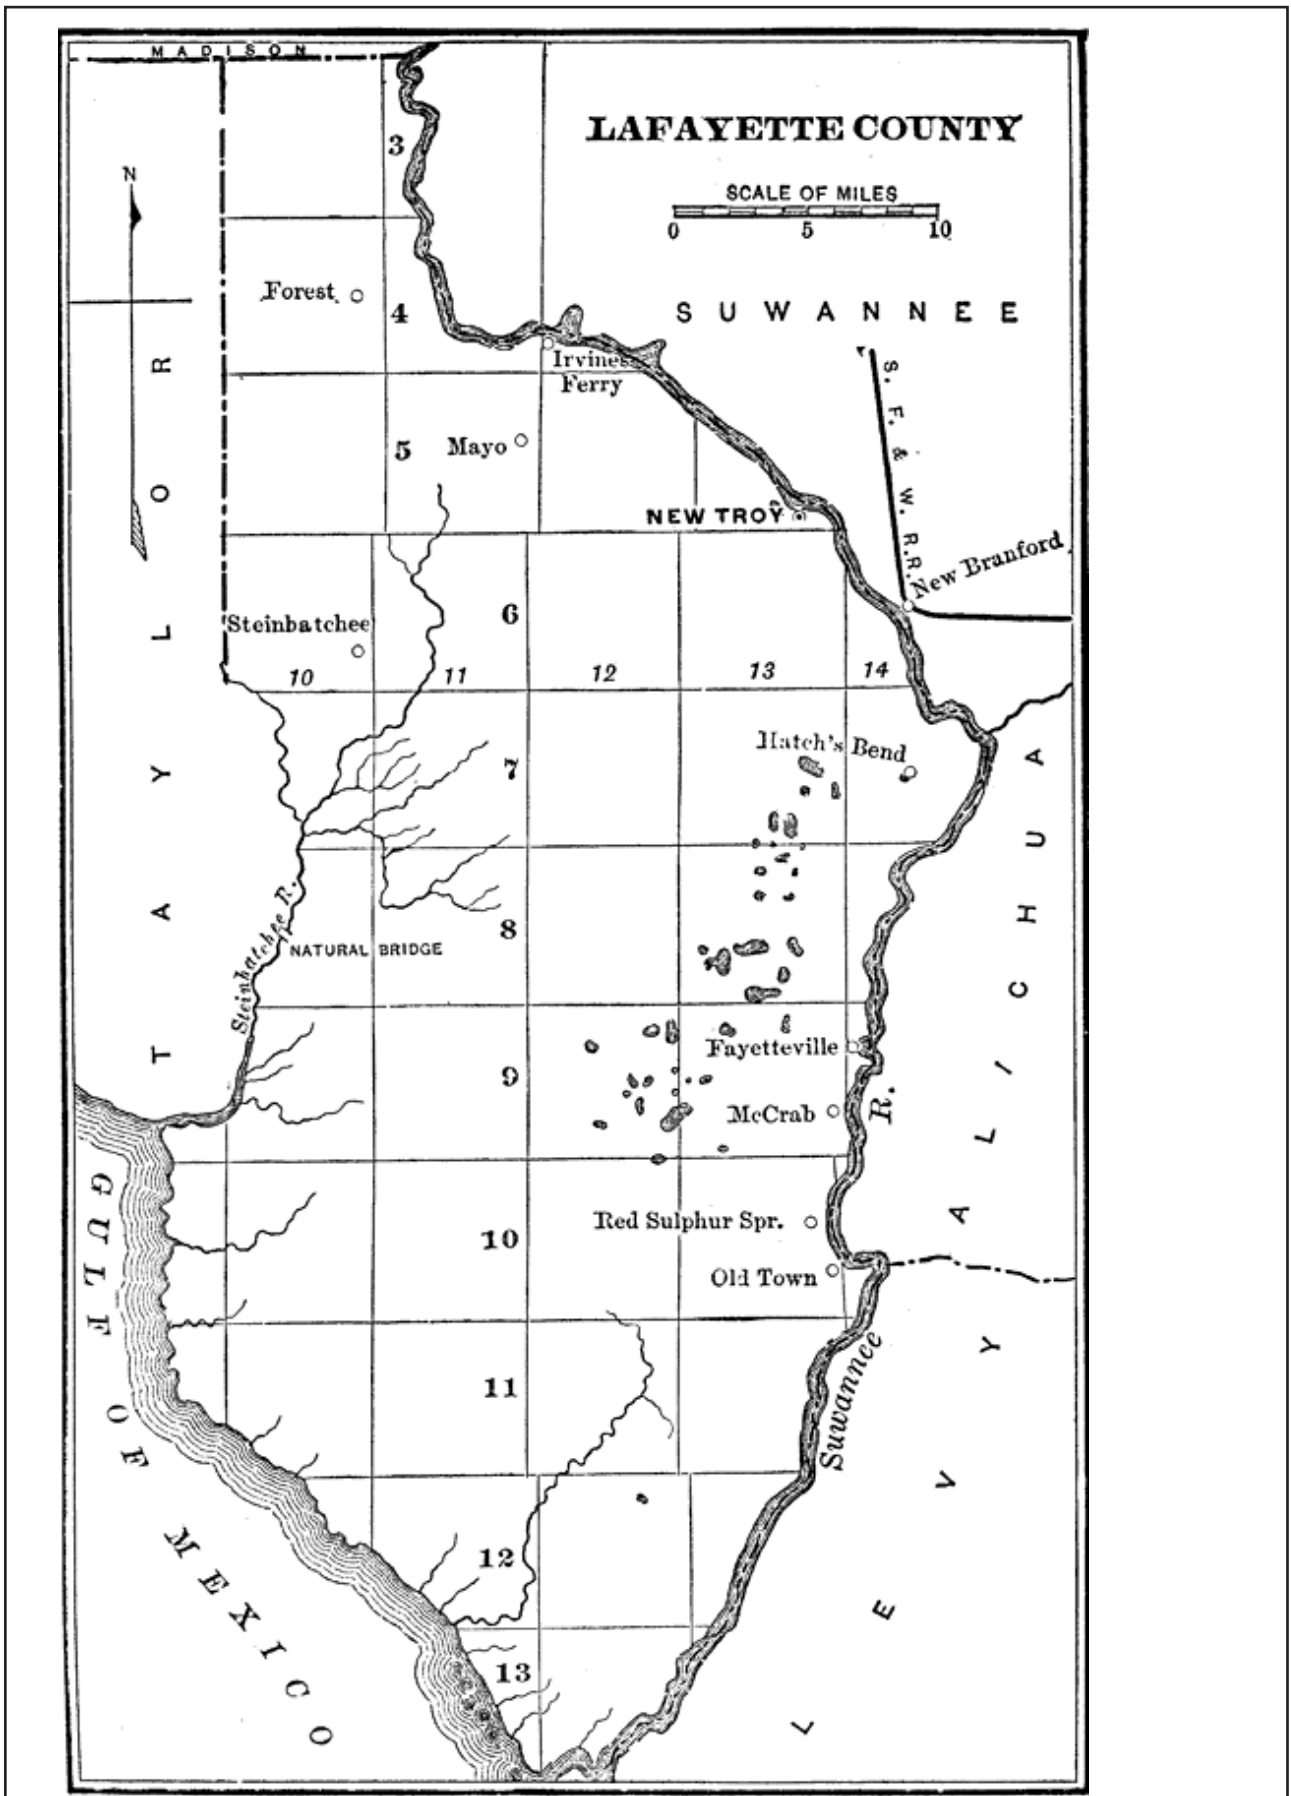 MADISON
LAFAYETTE COUNTY
SCALE OF MILES
0 5 10
N
3
SUWANNEE
Forest
4
Irvines
Ferry
S. F. & W. R.R.
5
Mayo
NEW TROY
New Branford
TAYLOR
6
Steinhatchee
10 11 12 13 14
Hatch's Bend
7
ALICHUA
8
Steinhatchee R.
NATURAL BRIDGE
Fayetteville
9
McCrab
R.
Red Sulphur Spr.
10
Old Town
GULF OF MEXICO
11
Suwannee
LEVY
12
13